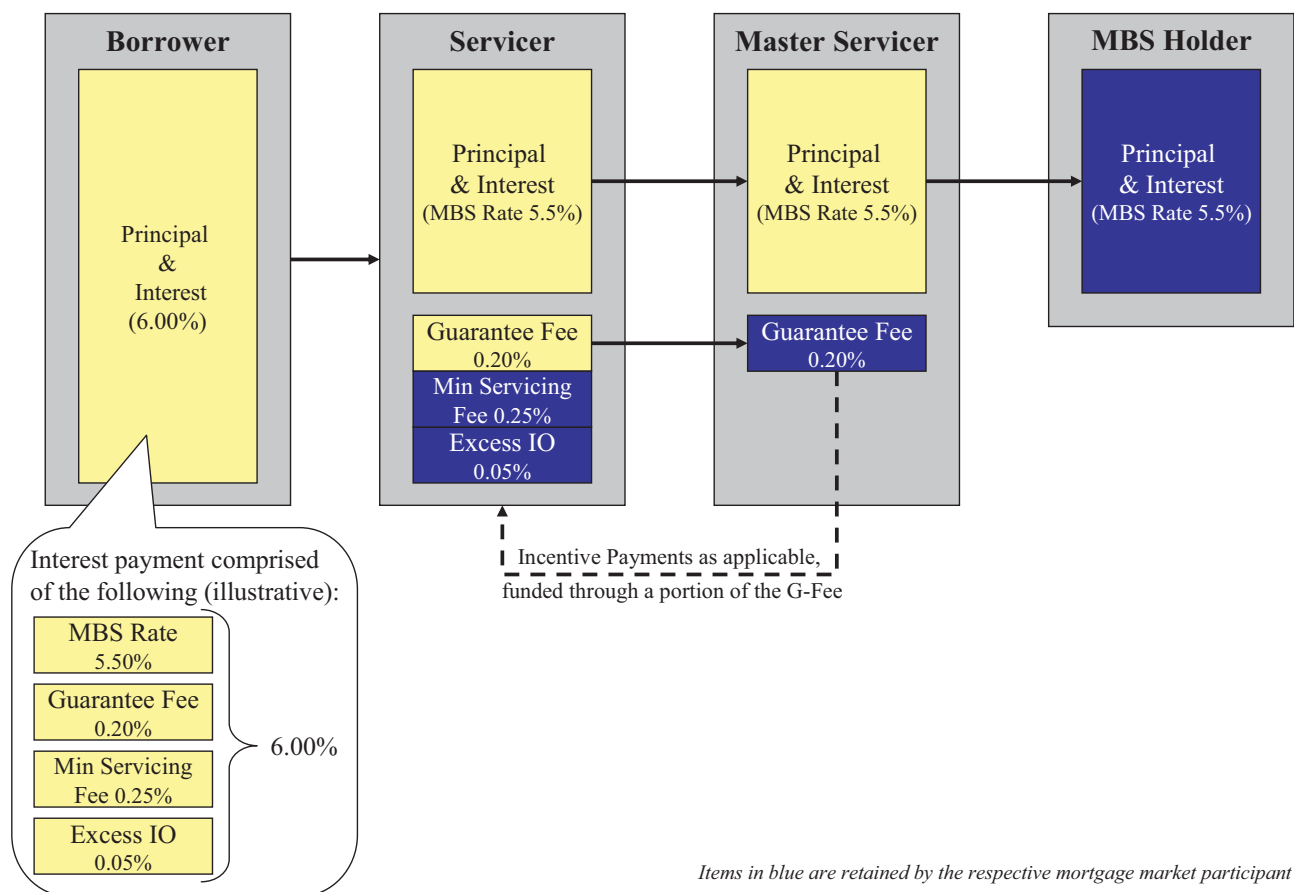 Borrower
Principal
&
Interest
(6.00%)
Servicer
Principal
& Interest
(MBS Rate 5.5%)
Guarantee Fee
0.20%
Min Servicing
Fee 0.25%
Excess IO
0.05%
Master Servicer
Principal
& Interest
(MBS Rate 5.5%)
Guarantee Fee
0.20%
MBS Holder
Principal
& Interest
(MBS Rate 5.5%)
Incentive Payments as applicable,
funded through a portion of the G-Fee
Interest payment comprised
of the following (illustrative):
MBS Rate
5.50%
Guarantee Fee
0.20%
Min Servicing
Fee 0.25%
Excess IO
0.05%
6.00%
Items in blue are retained by the respective mortgage market participant